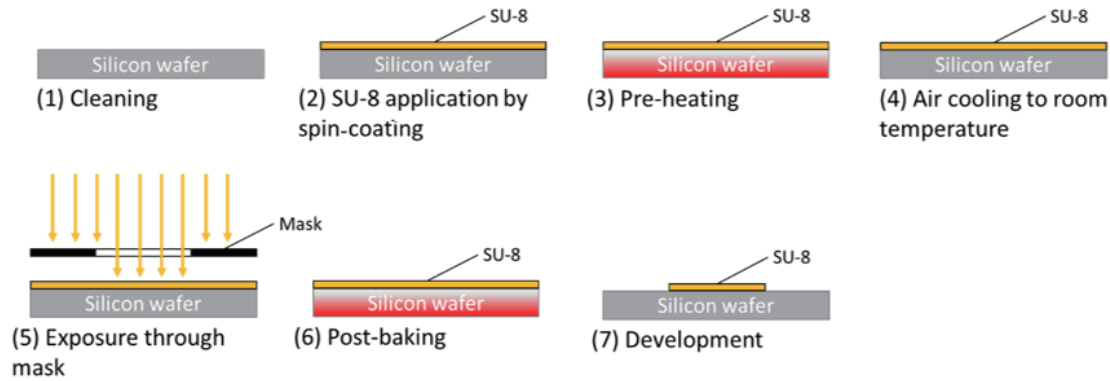 SU-8
SU-8
SU-8
Silicon wafer
Silicon wafer
Silicon wafer
Silicon wafer
(1) Cleaning
(2) SU-8 application by
spin-coating
(3) Pre-heating
(4) Air cooling to room
temperature
Mask
SU-8
SU-8
Silicon wafer
Silicon wafer
Silicon wafer
(5) Exposure through
mask
(6) Post-baking
(7) Development